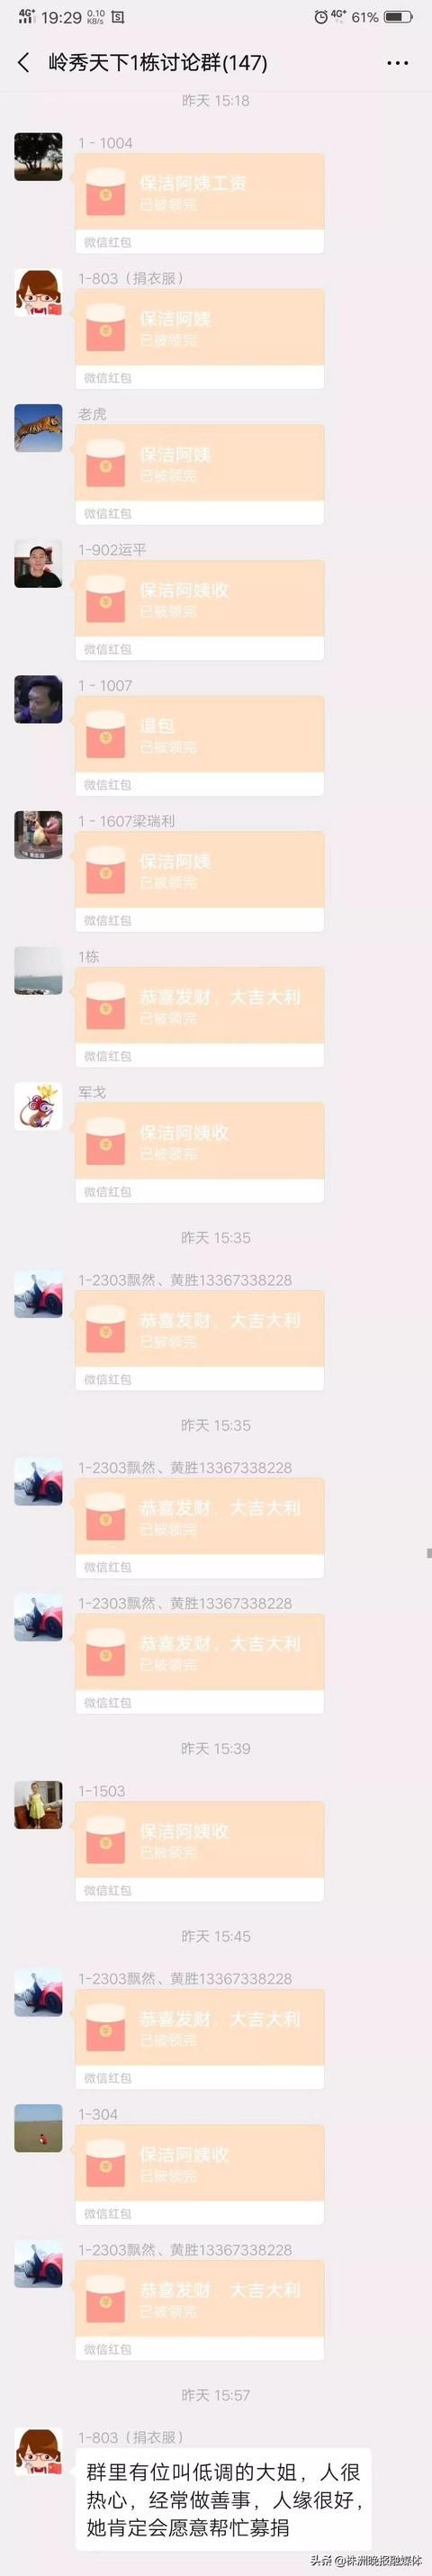 4G+ 19:29 0.10 KB/s 4G+ 61%
岭秀天下1栋讨论群(147)
昨天 15:18
1 - 1004
保洁阿姨工资
已被领完
微信红包
1-803（捐衣服）
保洁阿姨
已被领完
微信红包
老虎
保洁阿姨
已被领完
微信红包
1-902运平
保洁阿姨收
已被领完
微信红包
1 - 1007
退包
已被领完
微信红包
1 - 1607梁瑞利
保洁阿姨
已被领完
微信红包
1栋
恭喜发财，大吉大利
已被领完
微信红包
军戈
保洁阿姨收
已被领完
微信红包
昨天 15:35
1-2303飘然、黄胜13367338228
恭喜发财，大吉大利
已被领完
微信红包
昨天 15:35
1-2303飘然、黄胜13367338228
恭喜发财，大吉大利
已被领完
微信红包
1-2303飘然、黄胜13367338228
恭喜发财，大吉大利
已被领完
微信红包
昨天 15:39
1-1503
保洁阿姨收
已被领完
微信红包
昨天 15:45
1-2303飘然、黄胜13367338228
恭喜发财，大吉大利
已被领完
微信红包
1-304
保洁阿姨收
已被领完
微信红包
1-2303飘然、黄胜13367338228
恭喜发财，大吉大利
已被领完
微信红包
昨天 15:57
1-803（捐衣服）
群里有位叫低调的大姐，人很
热心，经常做善事，人缘很好，
她肯定会愿意帮忙募捐
头条 @株洲晚报融媒体